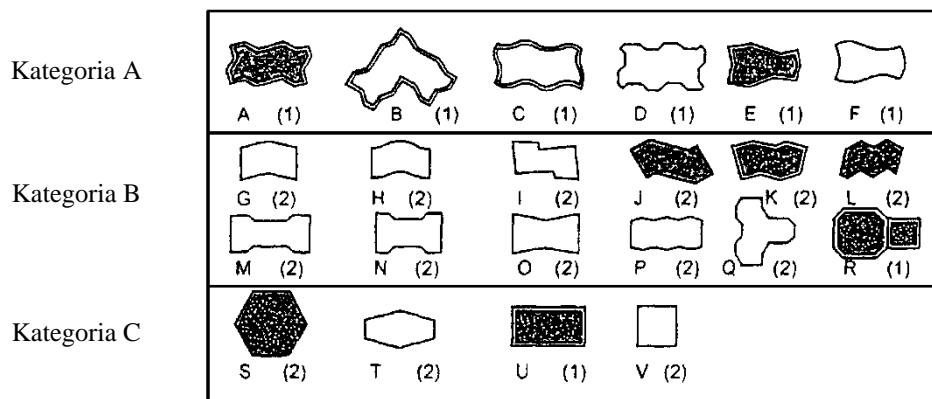 Kategoria A
A (1) B (1) C (1) D (1) E (1) F (1)
Kategoria B
G (2) H (2) I (2) J (2) K (2) L (2)
M (2) N (2) O (2) P (2) Q (2) R (1)
Kategoria C
S (2) T (2) U (1) V (2)